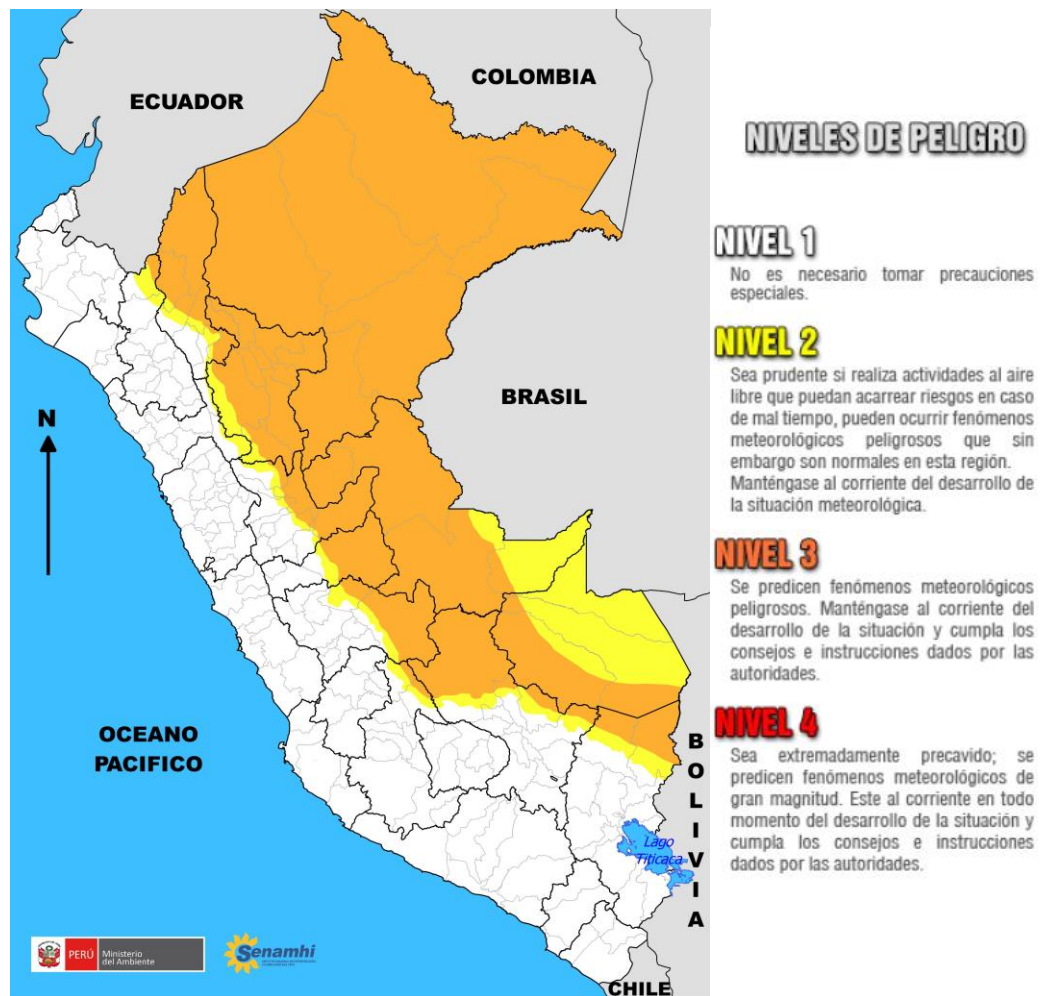 COLOMBIA
ECUADOR
BRASIL
N
OCEANO
PACIFICO
BOLIVIA
Lago
Titicaca
CHILE
PERÚ
Ministerio
del Ambiente
Senamhi
NIVELES DE PELIGRO
NIVEL 1
No es necesario tomar precauciones
especiales.
NIVEL 2
Sea prudente si realiza actividades al aire
libre que puedan acarrear riesgos en caso
de mal tiempo, pueden ocurrir fenómenos
meteorológicos peligrosos que sin
embargo son normales en esta región.
Manténgase al corriente del desarrollo de
la situación meteorológica.
NIVEL 3
Se predicen fenómenos meteorológicos
peligrosos. Manténgase al corriente del
desarrollo de la situación y cumpla los
consejos e instrucciones dados por las
autoridades.
NIVEL 4
Sea extremadamente precavido; se
predicen fenómenos meteorológicos de
gran magnitud. Este al corriente en todo
momento del desarrollo de la situación y
cumpla los consejos e instrucciones
dados por las autoridades.